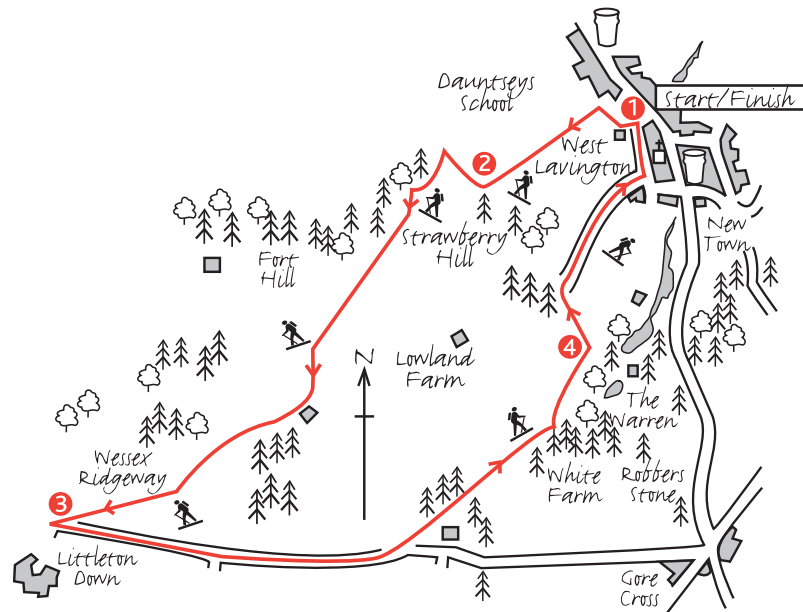 Dauntseys
School
1
Start/Finish
2
West
Lavington
New
Town
Strawberry
Hill
Fort
Hill
N
Lowland
Farm
4
The
Warren
Wessex
Ridgeway
White
Farm
Robbers
Stone
3
Littleton
Down
Gore
Cross